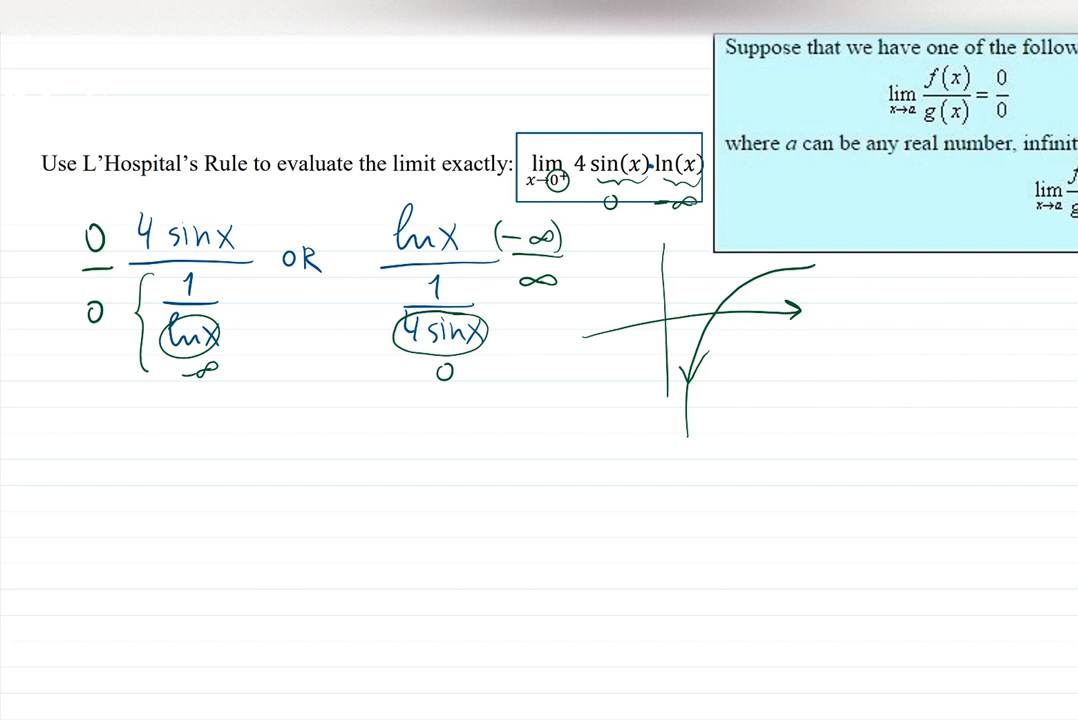 Suppose that we have one of the follow
lim x→a f(x)/g(x) = 0/0
where a can be any real number, infinit
lim x→a f g
Use L’Hospital’s Rule to evaluate the limit exactly: lim x→0⁺ 4 sin(x)·ln(x)
0 -∞
0/0 4 sinx / (1/lnx) OR lnx / (1/(4 sinx)) (-∞)/∞
-∞ 0